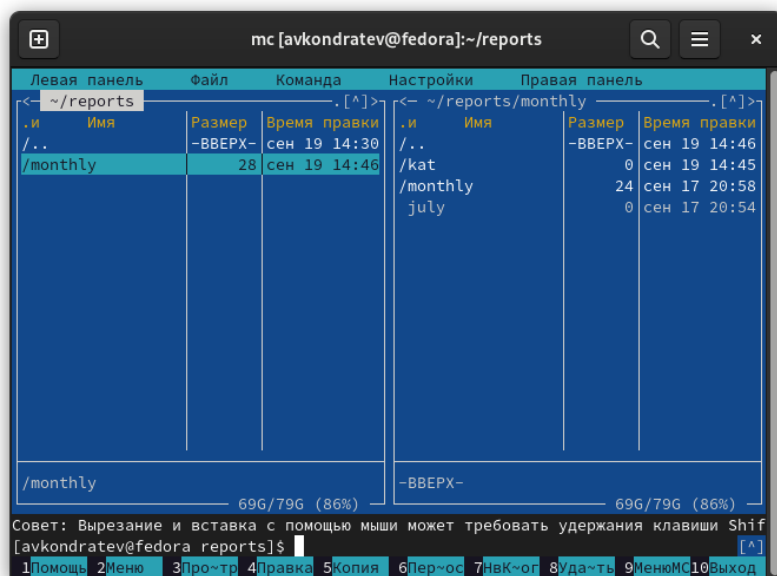 mc [avkondratev@fedora]:~/reports
Левая панель Файл Команда Настройки Правая панель
<— ~/reports .[^]> <— ~/reports/monthly .[^]>
.и Имя Размер Время правки .и Имя Размер Время правки
/.. -ВВЕРХ- сен 19 14:30 /.. -ВВЕРХ- сен 19 14:46
/monthly 28 сен 19 14:46 /kat 0 сен 19 14:45
/monthly 24 сен 17 20:58
july 0 сен 17 20:54
/monthly -ВВЕРХ-
69G/79G (86%) 69G/79G (86%)
Совет: Вырезание и вставка с помощью мыши может требовать удержания клавиши Shif
[avkondratev@fedora reports]$ [^]
1Помощь 2Меню 3Про~тр 4Правка 5Копия 6Пер~ос 7НвК~ог 8Уда~ть 9МенюМС10Выход